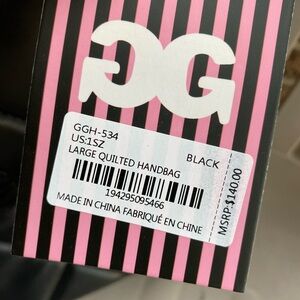 GG
GGH-534
US:1SZ
BLACK
LARGE QUILTED HANDBAG
194295095466
MADE IN CHINA FABRIQUÉ EN CHINE
MSRP:$140.00